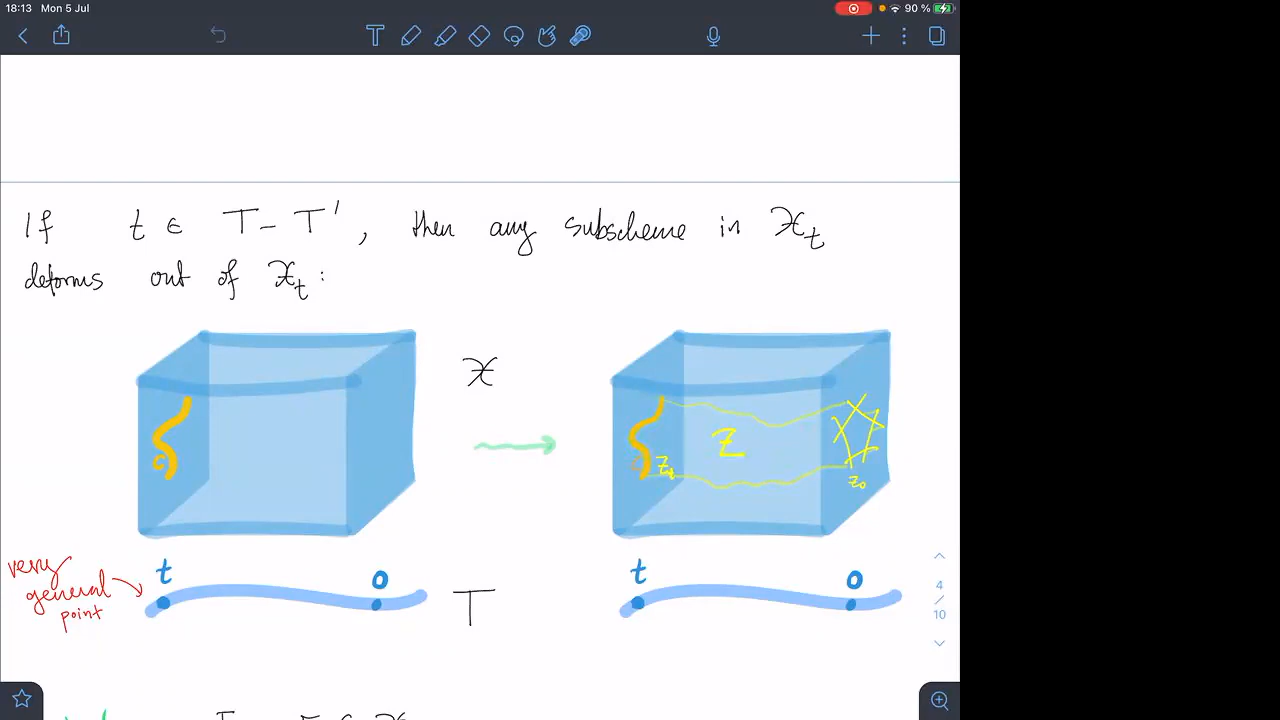 18:13 Mon 5 Jul
90 %
T
If t ∈ T - T', then any subscheme in 𝒳_t
deforms out of 𝒳_t:
𝒳
Z
Z_t
Z_0
very
general
point
t
0
T
t
0
4
/
10